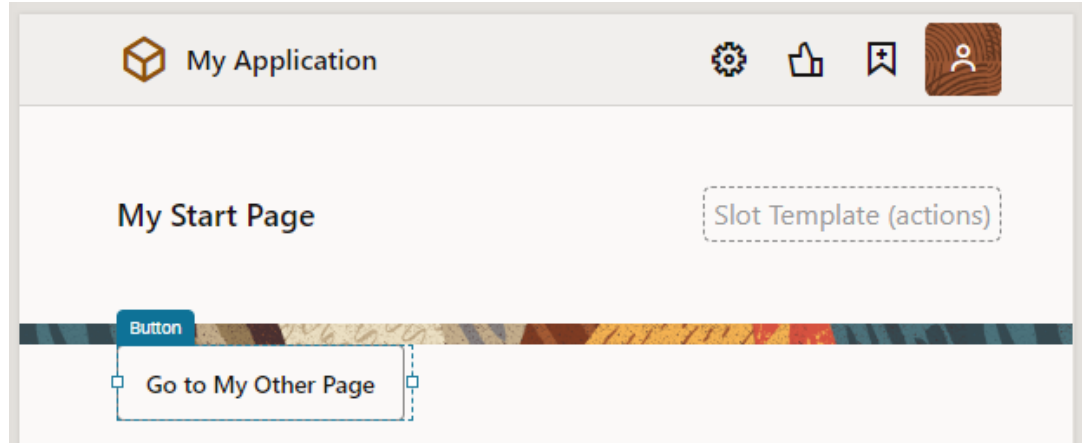 My Application
My Start Page
Slot Template (actions)
Button
Go to My Other Page